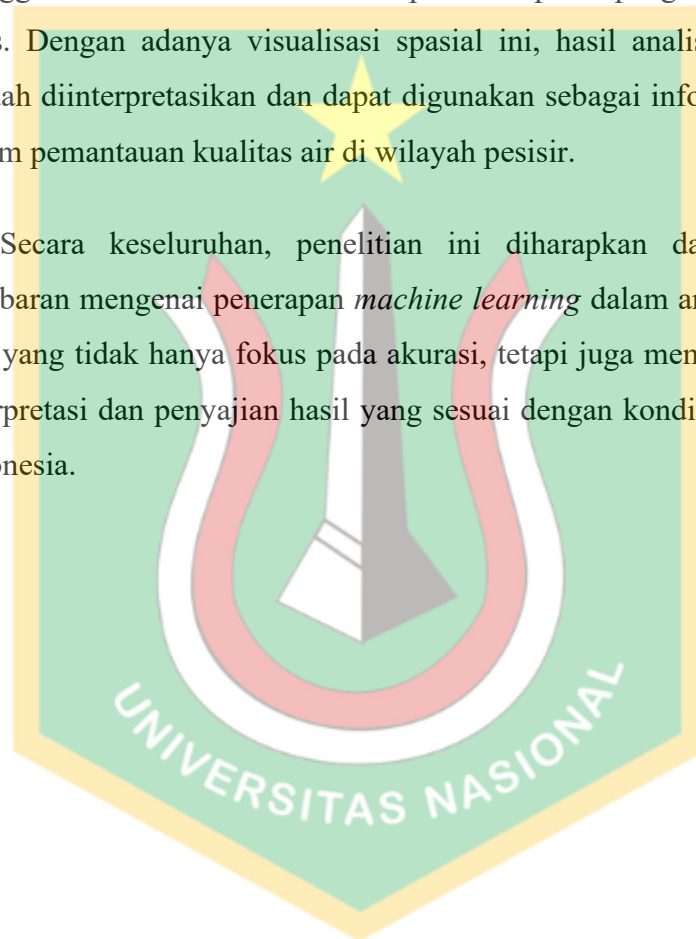 s. Dengan adanya visualisasi spasial ini, hasil analis
ah diinterpretasikan dan dapat digunakan sebagai info
m pemantauan kualitas air di wilayah pesisir.
Secara keseluruhan, penelitian ini diharapkan da
baran mengenai penerapan machine learning dalam an
yang tidak hanya fokus pada akurasi, tetapi juga men
rpretasi dan penyajian hasil yang sesuai dengan kondi
onesia.
UNIVERSITAS NASIONAL